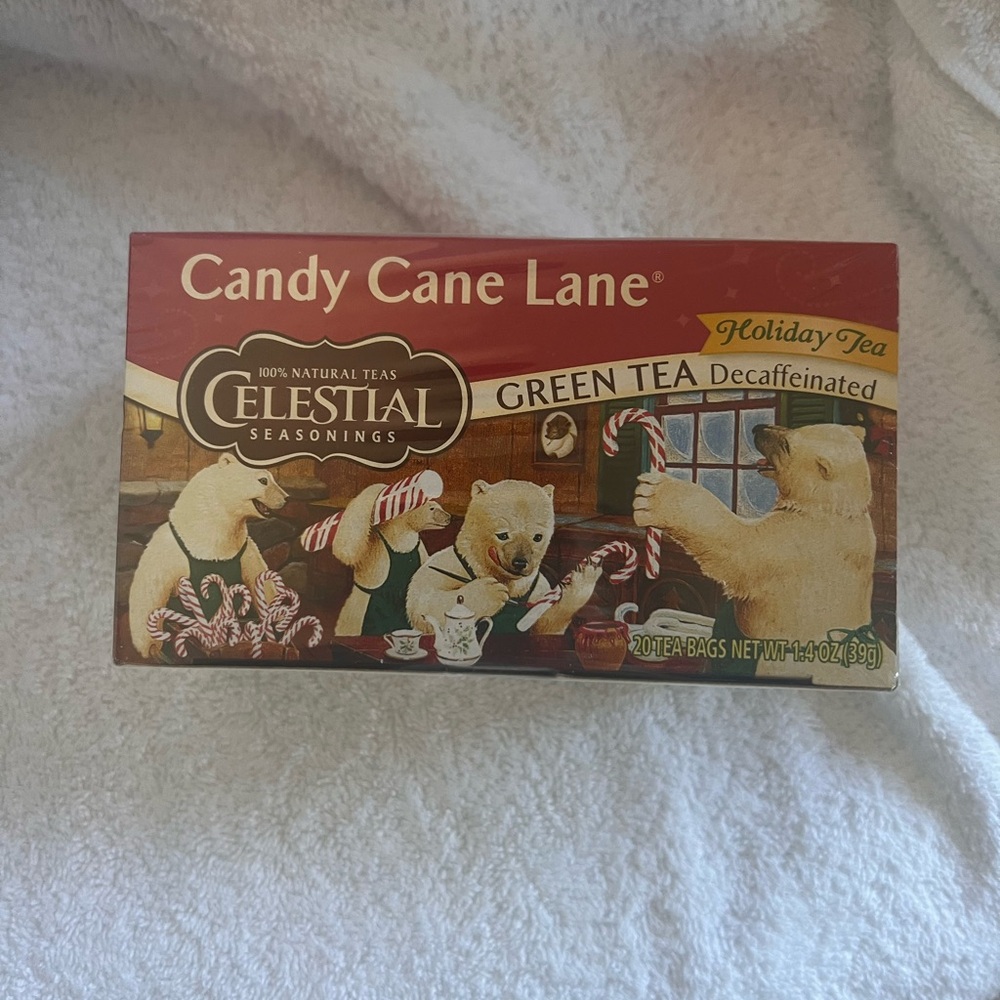 Candy Cane Lane®
Holiday Tea
100% NATURAL TEAS
CELESTIAL
SEASONINGS
GREEN TEA Decaffeinated
20 TEA BAGS NET WT 1.4 OZ (39g)